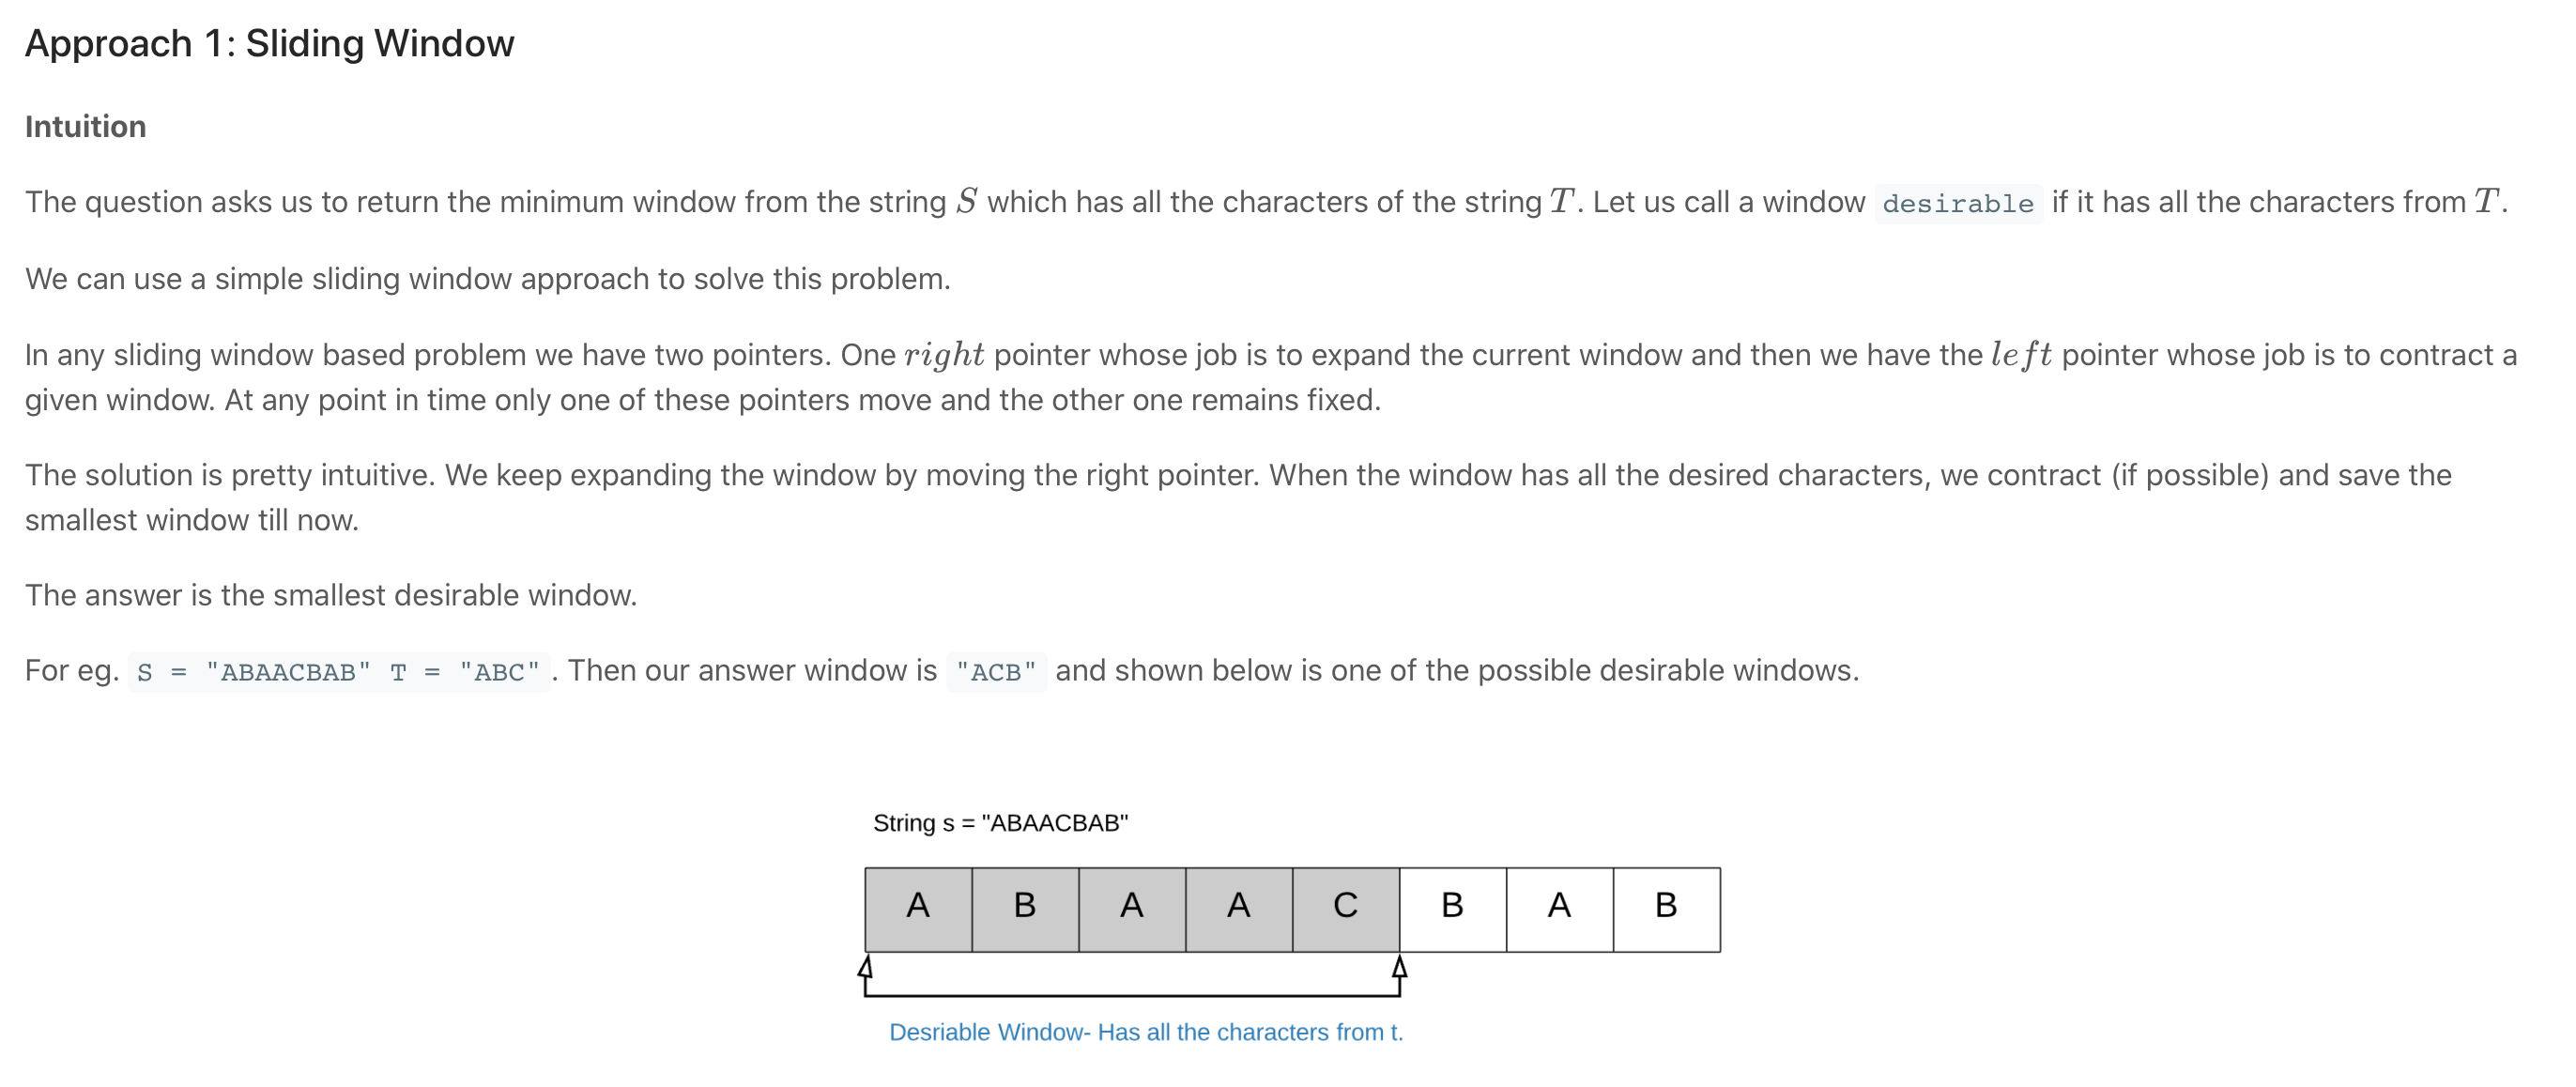 Approach 1: Sliding Window
Intuition
The question asks us to return the minimum window from the string S which has all the characters of the string T. Let us call a window desirable if it has all the characters from T.
We can use a simple sliding window approach to solve this problem.
In any sliding window based problem we have two pointers. One right pointer whose job is to expand the current window and then we have the left pointer whose job is to contract a
given window. At any point in time only one of these pointers move and the other one remains fixed.
The solution is pretty intuitive. We keep expanding the window by moving the right pointer. When the window has all the desired characters, we contract (if possible) and save the
smallest window till now.
The answer is the smallest desirable window.
For eg. S = "ABAACBAB" T = "ABC". Then our answer window is "ACB" and shown below is one of the possible desirable windows.
String s = "ABAACBAB"
A B A A C B A B
Desriable Window- Has all the characters from t.